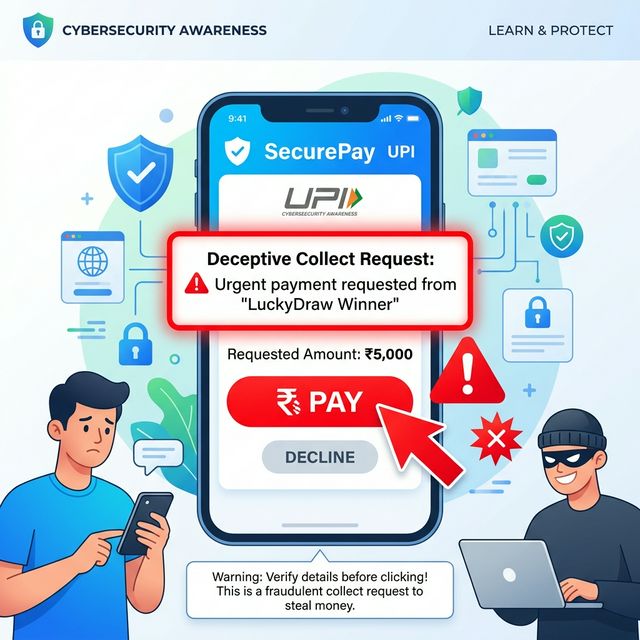 CYBERSECURITY AWARENESS
LEARN & PROTECT
9:41
SecurePay UPI
UPI
CYBERSECURITY AWARENESS
Deceptive Collect Request:
Urgent payment requested from
"LuckyDraw Winner"
Requested Amount: ₹5,000
₹ PAY
DECLINE
Warning: Verify details before clicking!
This is a fraudulent collect request to
steal money.